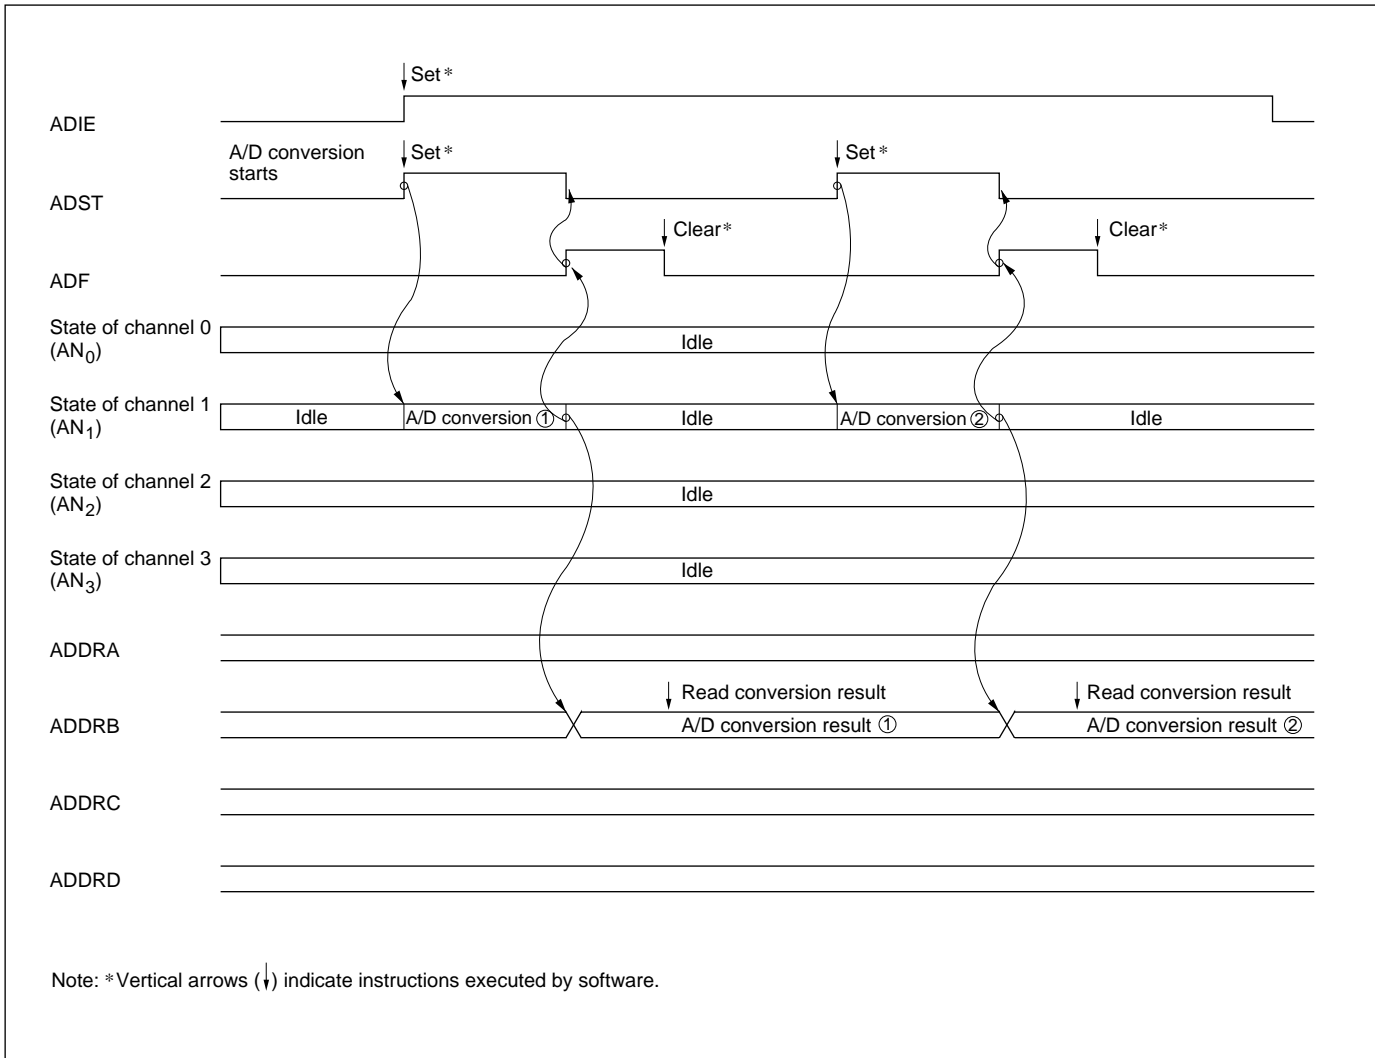 Set*
ADIE
A/D conversion starts
Set*
Set*
ADST
Clear*
Clear*
ADF
State of channel 0
(AN0)
Idle
State of channel 1
(AN1)
Idle
A/D conversion ①
Idle
A/D conversion ②
Idle
State of channel 2
(AN2)
Idle
State of channel 3
(AN3)
Idle
ADDRA
Read conversion result
Read conversion result
ADDRB
A/D conversion result ①
A/D conversion result ②
ADDRC
ADDRD
Note: *Vertical arrows (↓) indicate instructions executed by software.